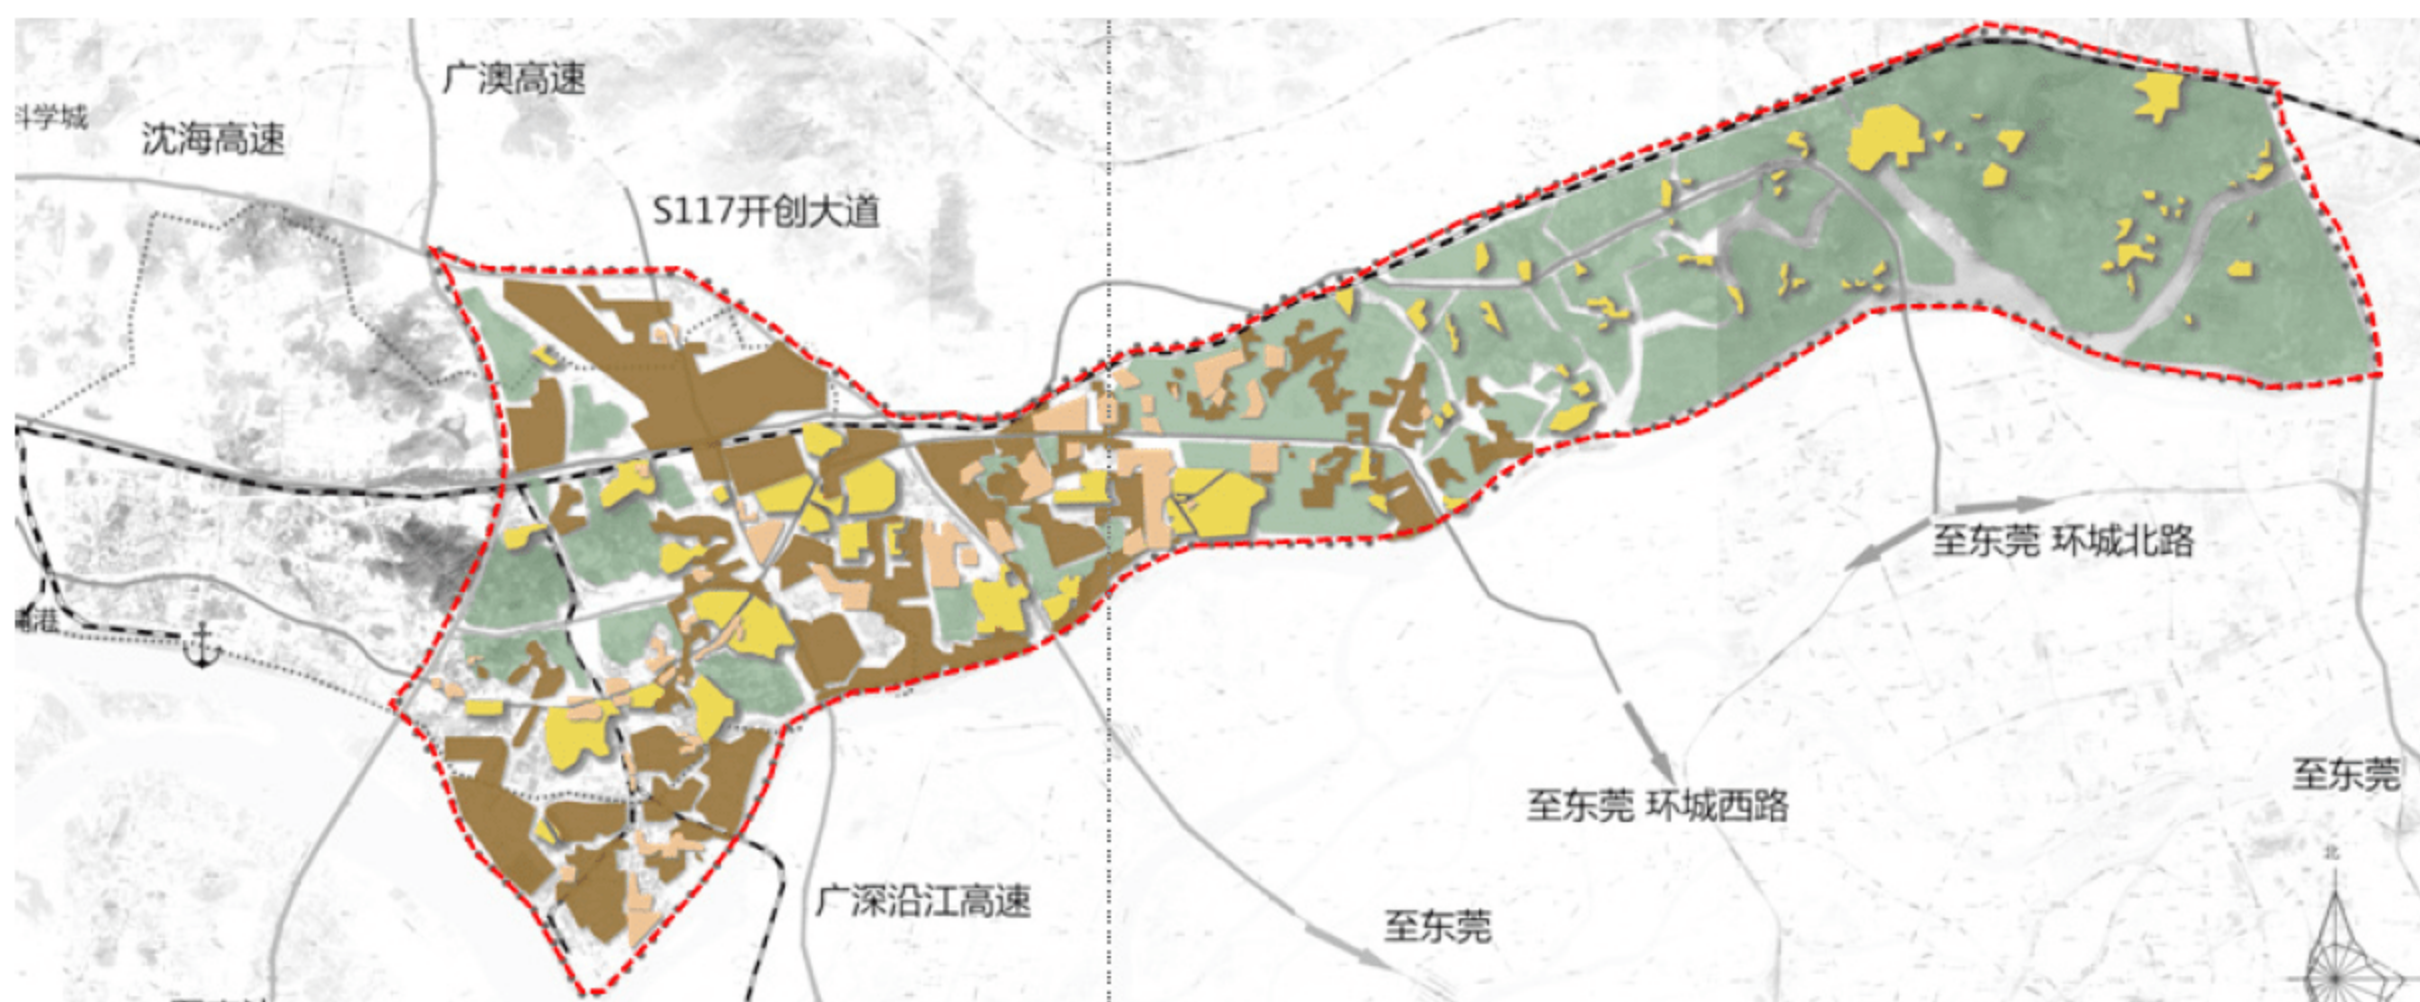 广澳高速
科学城
沈海高速
S117开创大道
至东莞 环城北路
港
至东莞
至东莞 环城西路
北
广深沿江高速
至东莞